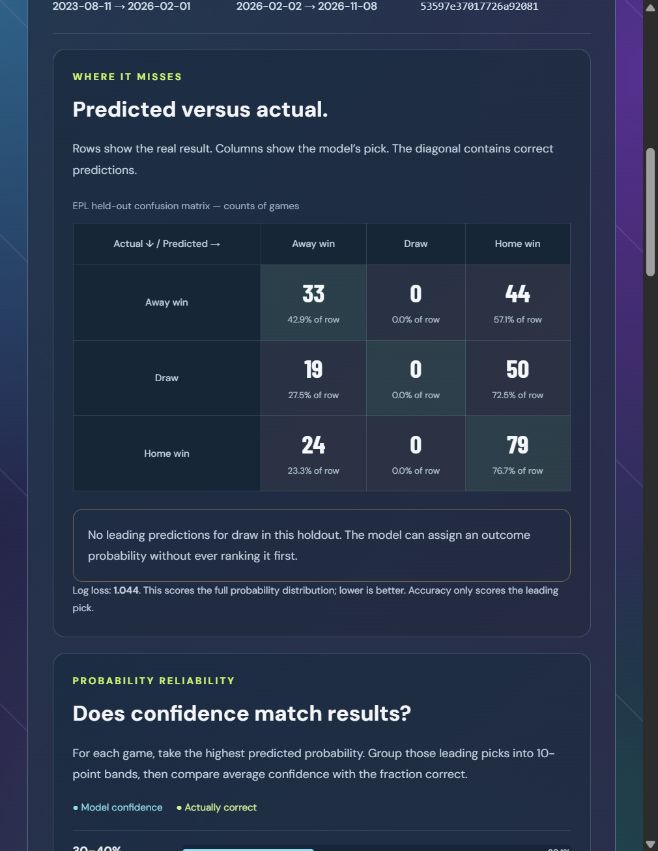 2023-08-11 → 2026-02-01 2026-02-02 → 2026-11-08 53597e37017726a92081
WHERE IT MISSES
Predicted versus actual.
Rows show the real result. Columns show the model's pick. The diagonal contains correct
predictions.
EPL held-out confusion matrix — counts of games
Actual ↓ / Predicted → Away win Draw Home win
33 0 44
Away win
42.9% of row 0.0% of row 57.1% of row
19 0 50
Draw
27.5% of row 0.0% of row 72.5% of row
24 0 79
Home win
23.3% of row 0.0% of row 76.7% of row
No leading predictions for draw in this holdout. The model can assign an outcome
probability without ever ranking it first.
Log loss: 1.044. This scores the full probability distribution; lower is better. Accuracy only scores the leading
pick.
PROBABILITY RELIABILITY
Does confidence match results?
For each game, take the highest predicted probability. Group those leading picks into 10–
point bands, then compare average confidence with the fraction correct.
● Model confidence ● Actually correct
30–40%